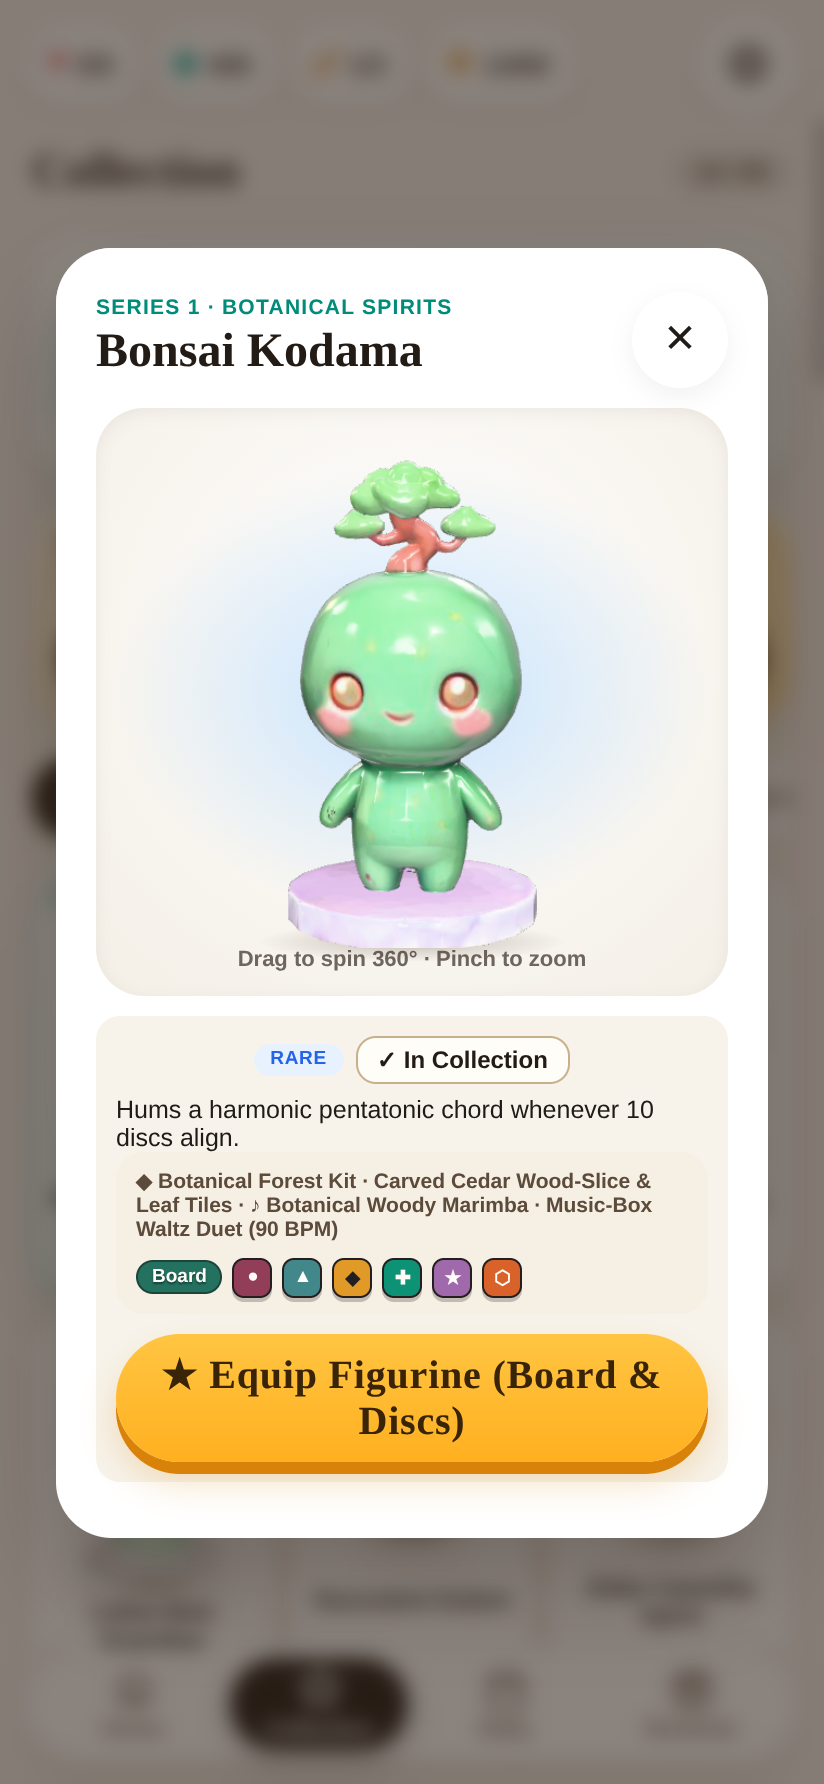 Collection
SERIES 1 · BOTANICAL SPIRITS
Bonsai Kodama
✕
Drag to spin 360° · Pinch to zoom
RARE
✓ In Collection
Hums a harmonic pentatonic chord whenever 10
discs align.
◆ Botanical Forest Kit · Carved Cedar Wood-Slice &
Leaf Tiles · ♪ Botanical Woody Marimba · Music-Box
Waltz Duet (90 BPM)
Board ● ▲ ◆ ✚ ★ ⬡
★ Equip Figurine (Board &
Discs)